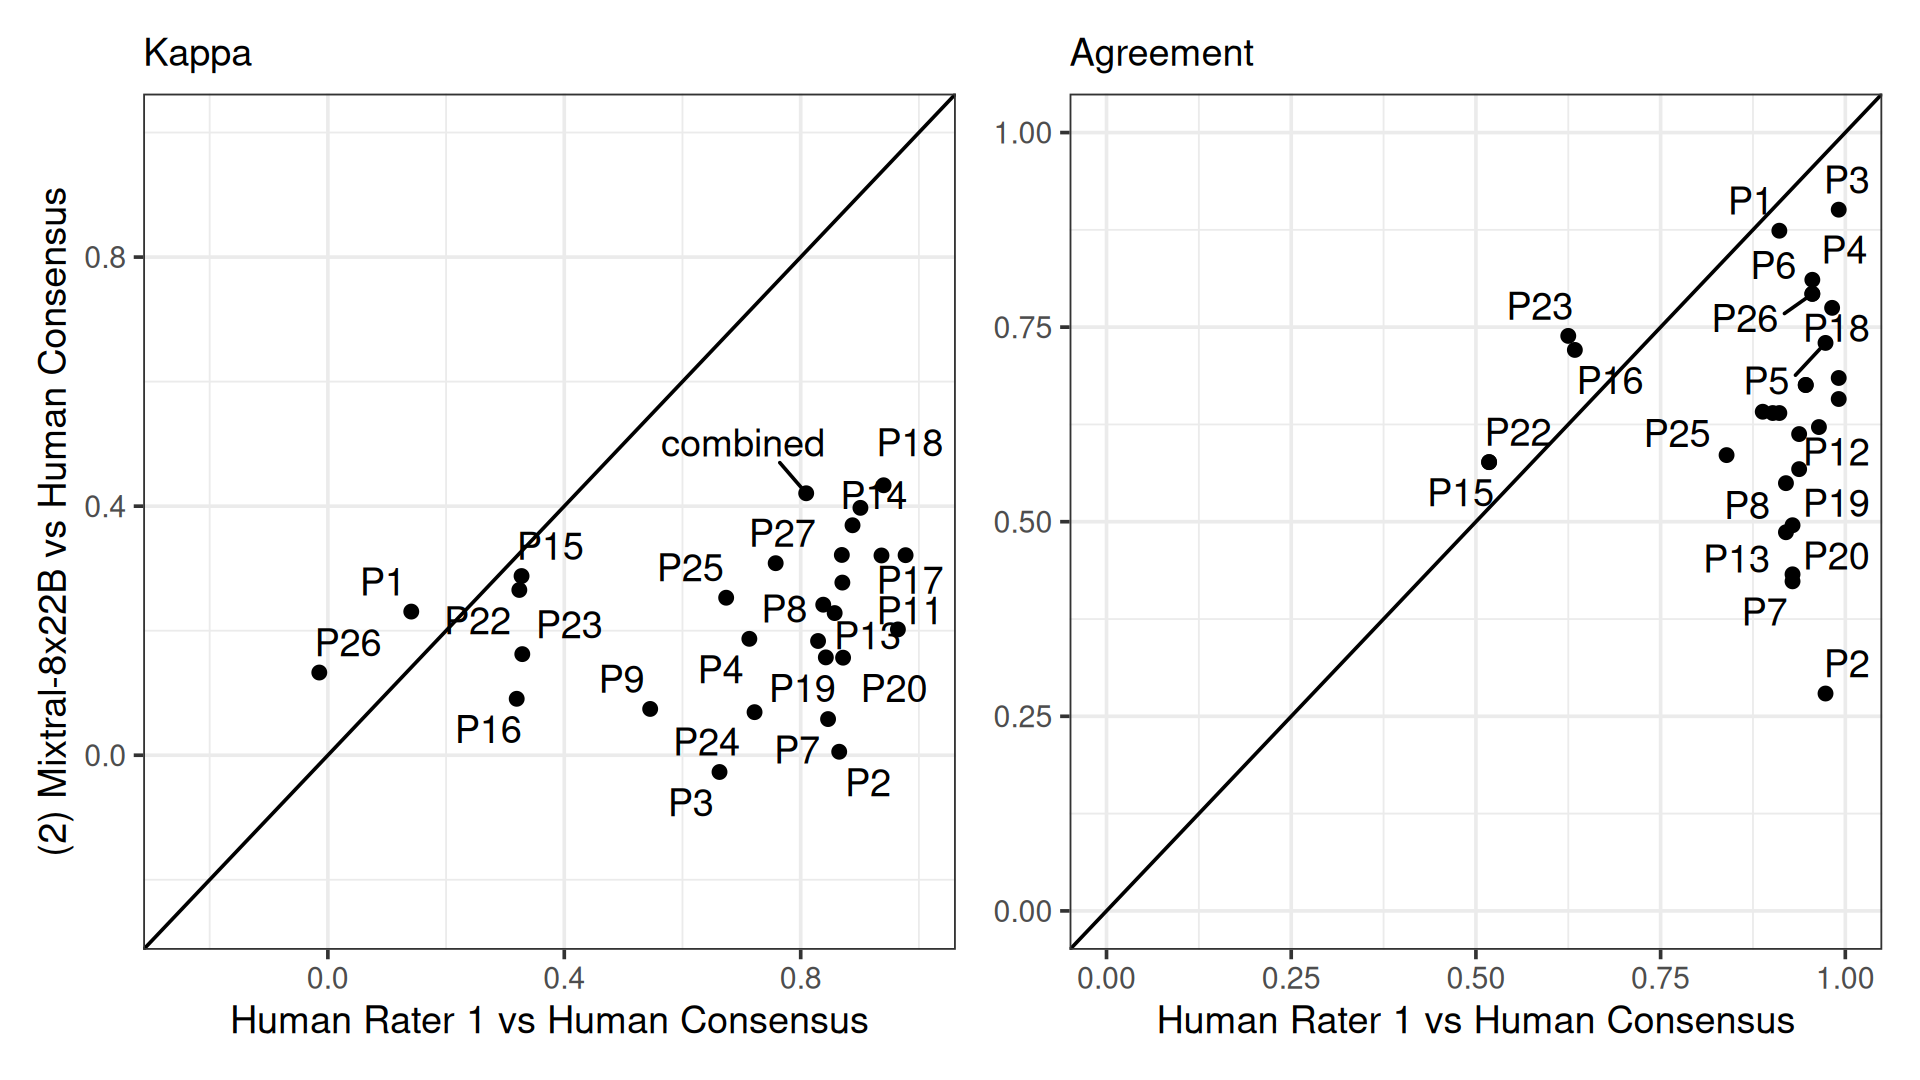 Kappa
Agreement
(2) Mixtral-8x22B vs Human Consensus
0.8
0.4
0.0
combined
P18
P14
P27
P15
P25
P1
P17
P8
P11
P22
P23
P13
P26
P4
P9
P19
P20
P16
P24
P7
P2
P3
0.0
0.4
0.8
Human Rater 1 vs Human Consensus
1.00
0.75
0.50
0.25
0.00
P3
P1
P4
P6
P23
P26
P18
P16
P5
P22
P25
P12
P15
P8
P19
P13
P20
P7
P2
0.00
0.25
0.50
0.75
1.00
Human Rater 1 vs Human Consensus